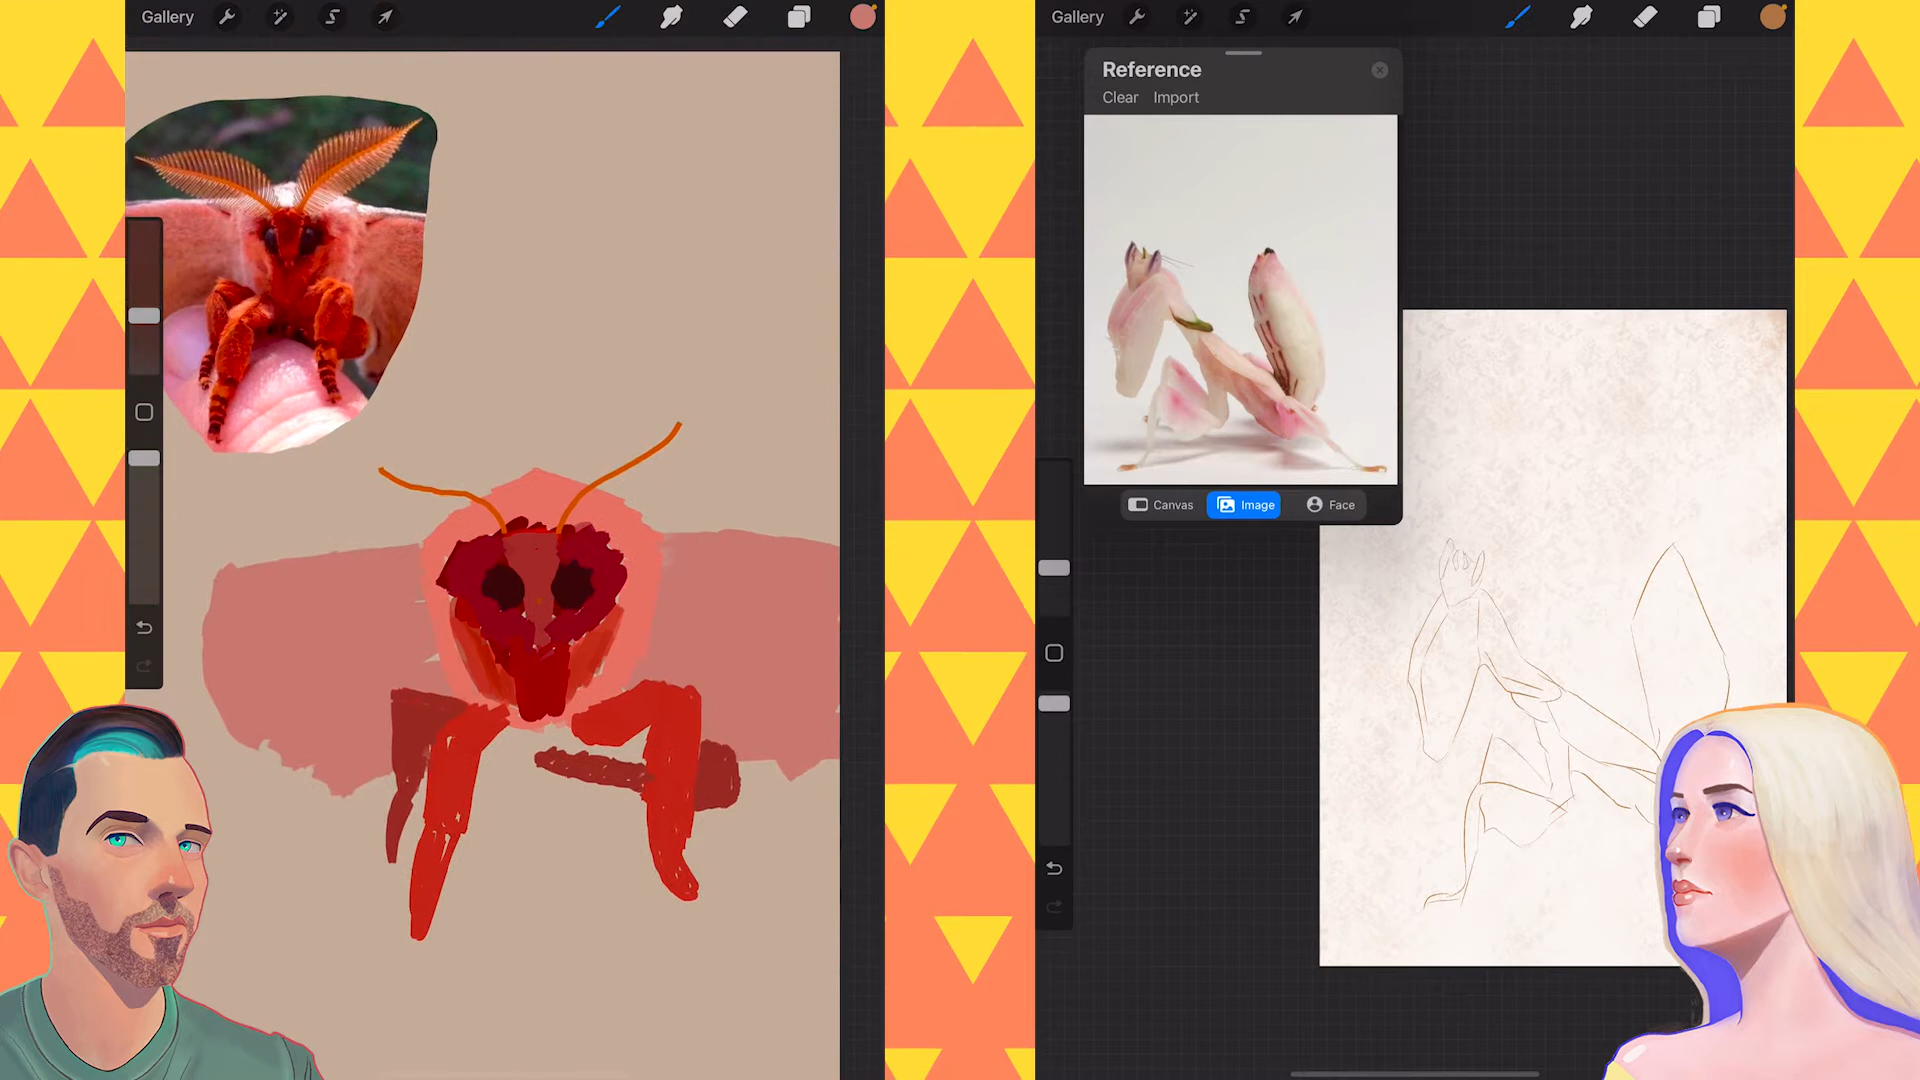 Gallery
Gallery
Reference
Clear Import
Canvas Image Face